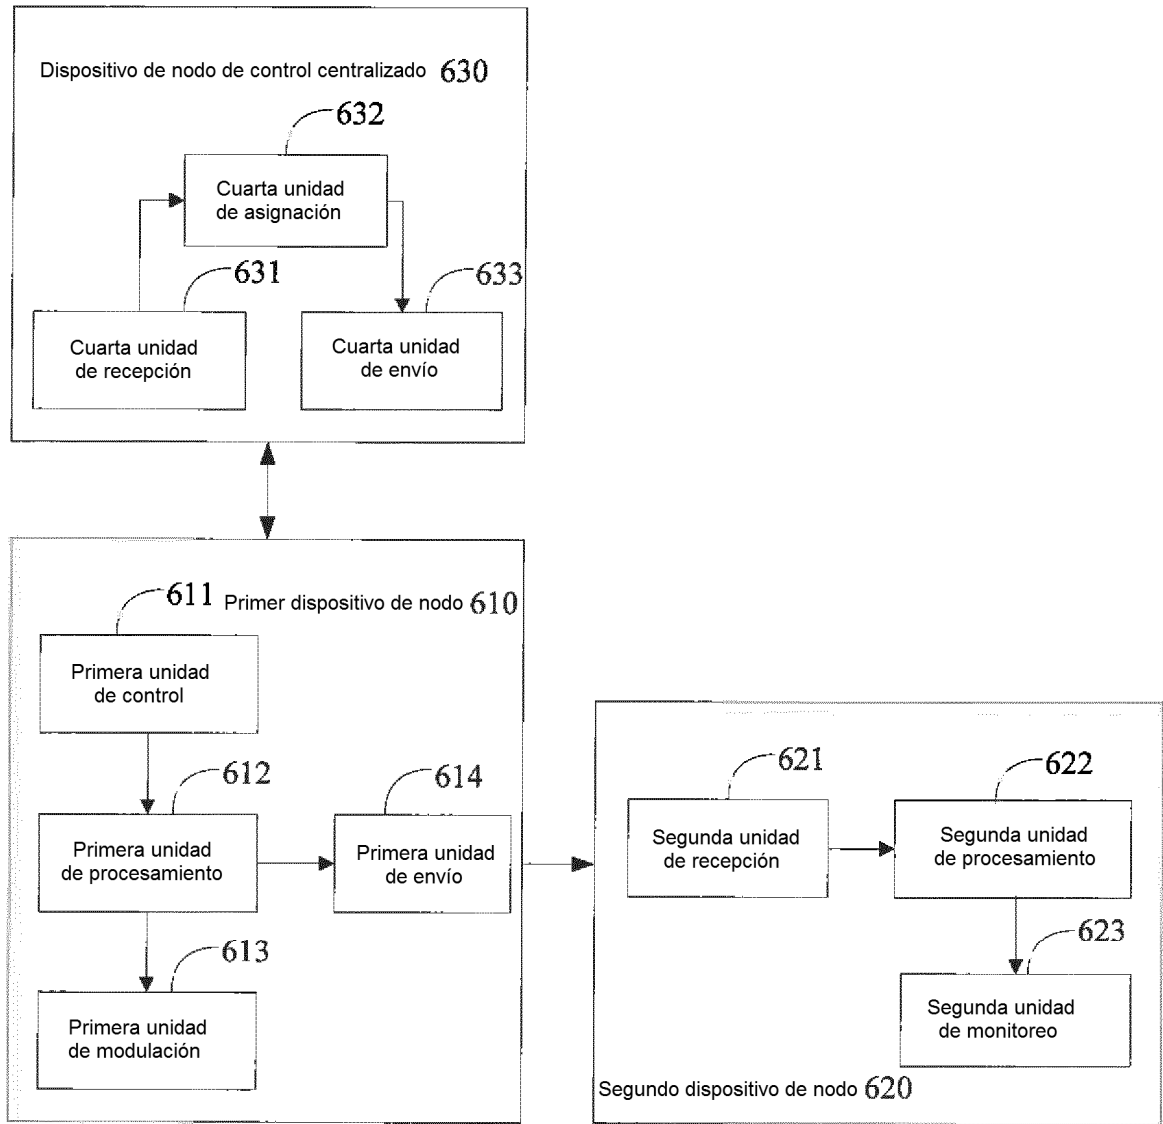 Dispositivo de nodo de control centralizado 630
632
Cuarta unidad
de asignación
631
633
Cuarta unidad
de recepción
Cuarta unidad
de envío
611
Primer dispositivo de nodo 610
Primera unidad
de control
612
614
Primera unidad
de procesamiento
Primera unidad
de envío
613
Primera unidad
de modulación
621
622
Segunda unidad
de recepción
Segunda unidad
de procesamiento
623
Segunda unidad
de monitoreo
Segundo dispositivo de nodo 620